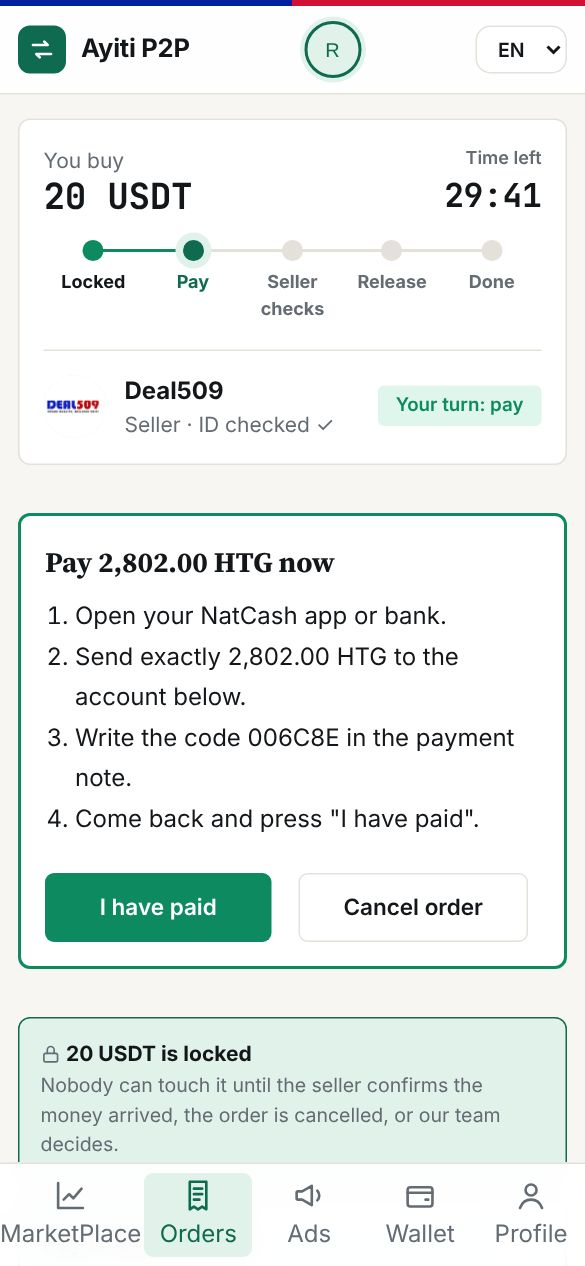 Ayiti P2P
R
EN
You buy
Time left
20 USDT
29:41
Locked
Pay
Seller
checks
Release
Done
DEAL509
Deal509
Seller · ID checked ✓
Your turn: pay
Pay 2,802.00 HTG now
1. Open your NatCash app or bank.
2. Send exactly 2,802.00 HTG to the
account below.
3. Write the code 006C8E in the payment
note.
4. Come back and press "I have paid".
I have paid
Cancel order
20 USDT is locked
Nobody can touch it until the seller confirms the
money arrived, the order is cancelled, or our team
decides.
MarketPlace
Orders
Ads
Wallet
Profile